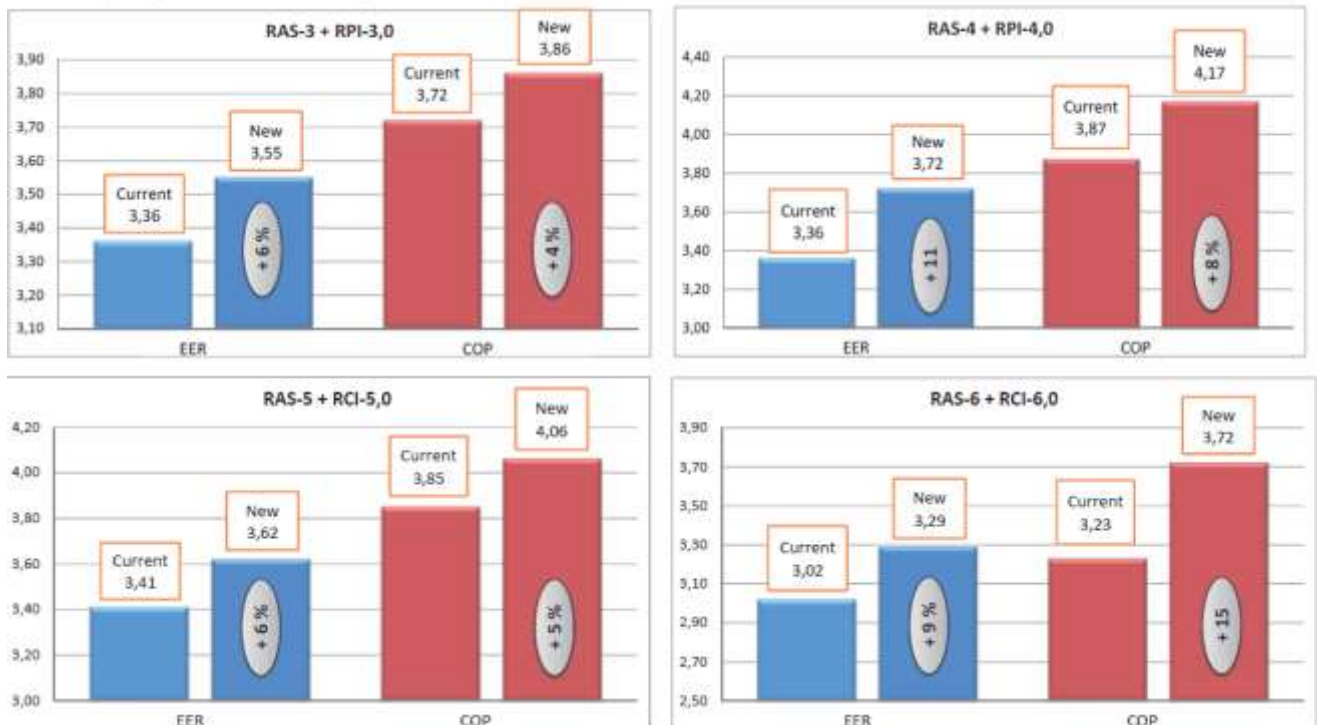 RAS-3 + RPI-3,0
3,90
3,80
3,70
3,60
3,50
3,40
3,30
3,20
3,10
Current
3,36
New
3,55
+ 6 %
Current
3,72
New
3,86
+ 4 %
EER
COP
RAS-4 + RPI-4,0
4,40
4,20
4,00
3,80
3,60
3,40
3,20
3,00
Current
3,36
New
3,72
+ 11
Current
3,87
New
4,17
+ 8 %
EER
COP
RAS-5 + RCI-5,0
4,20
4,00
3,80
3,60
3,40
3,20
3,00
Current
3,41
New
3,62
+ 6 %
Current
3,85
New
4,06
+ 5 %
EER
COP
RAS-6 + RCI-6,0
3,90
3,70
3,50
3,30
3,10
2,90
2,70
2,50
Current
3,02
New
3,29
+ 9 %
Current
3,23
New
3,72
+ 15
EER
COP